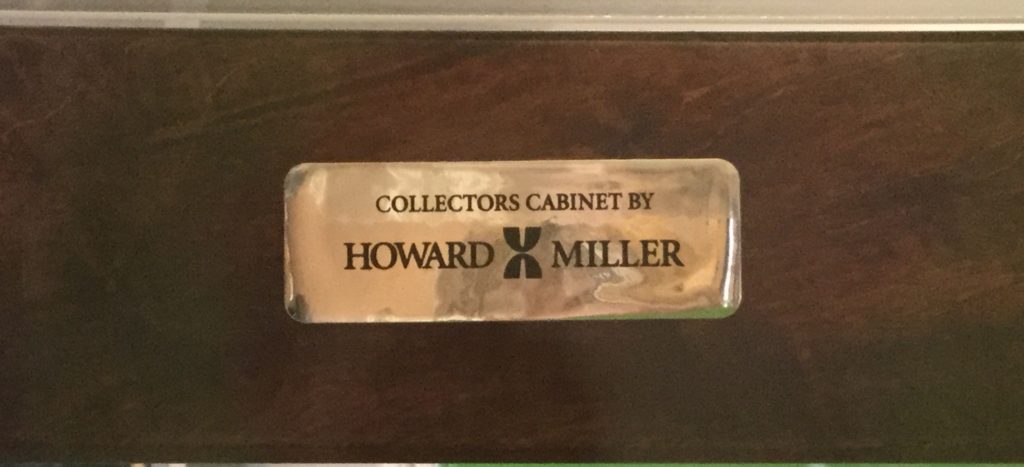 COLLECTORS CABINET BY
HOWARD MILLER